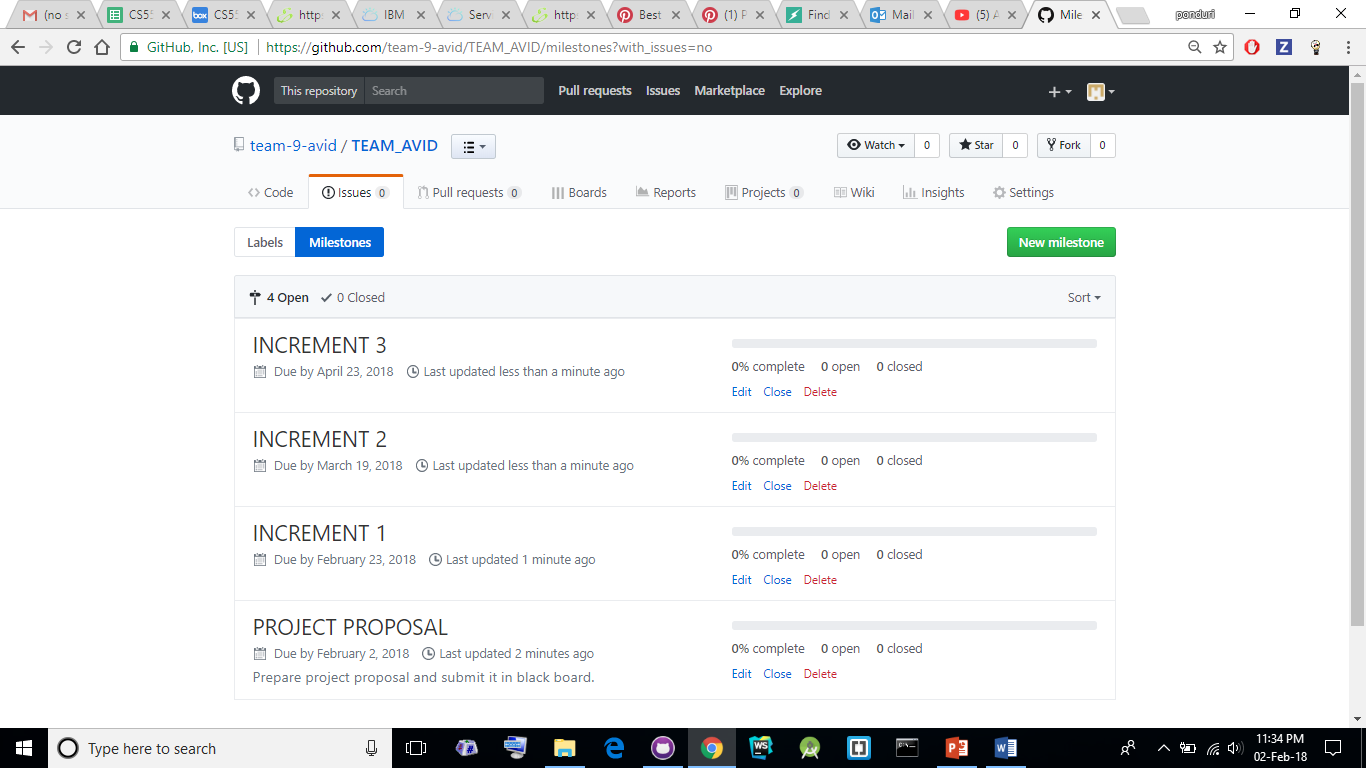 (no s
CS55
CS55
https
IBM
Servi
https
Best
(1) P
Find
Mail
(5) A
Mile
ponduri
GitHub, Inc. [US] https://github.com/team-9-avid/TEAM_AVID/milestones?with_issues=no
This repository Search Pull requests Issues Marketplace Explore
team-9-avid / TEAM_AVID Watch 0 Star 0 Fork 0
Code Issues 0 Pull requests 0 Boards Reports Projects 0 Wiki Insights Settings
Labels Milestones New milestone
4 Open 0 Closed Sort
INCREMENT 3
Due by April 23, 2018 Last updated less than a minute ago
0% complete 0 open 0 closed
Edit Close Delete
INCREMENT 2
Due by March 19, 2018 Last updated less than a minute ago
0% complete 0 open 0 closed
Edit Close Delete
INCREMENT 1
Due by February 23, 2018 Last updated 1 minute ago
0% complete 0 open 0 closed
Edit Close Delete
PROJECT PROPOSAL
Due by February 2, 2018 Last updated 2 minutes ago
Prepare project proposal and submit it in black board.
0% complete 0 open 0 closed
Edit Close Delete
Type here to search
11:34 PM
02-Feb-18